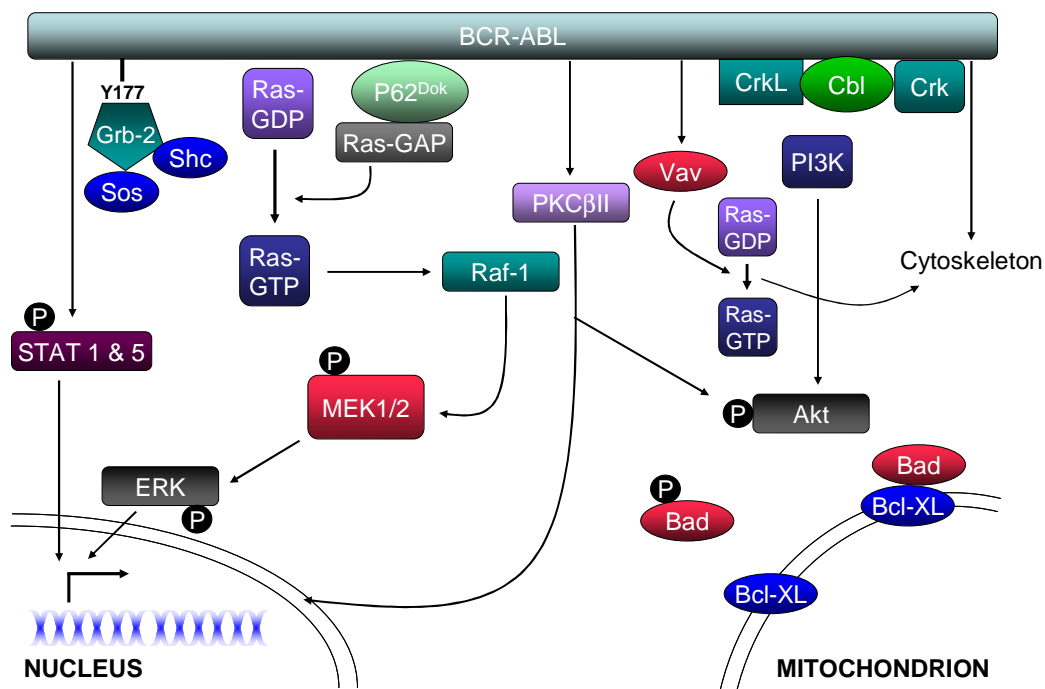 BCR-ABL
Y177
Grb-2
Shc
Sos
Ras-
GDP
P62Dok
Ras-GAP
Ras-
GTP
Raf-1
PKCβII
Vav
CrkL
Cbl
Crk
PI3K
Ras-
GDP
Ras-
GTP
Cytoskeleton
P
STAT 1 & 5
P
MEK1/2
P
Akt
ERK
P
P
Bad
Bad
Bcl-XL
Bcl-XL
NUCLEUS
MITOCHONDRION